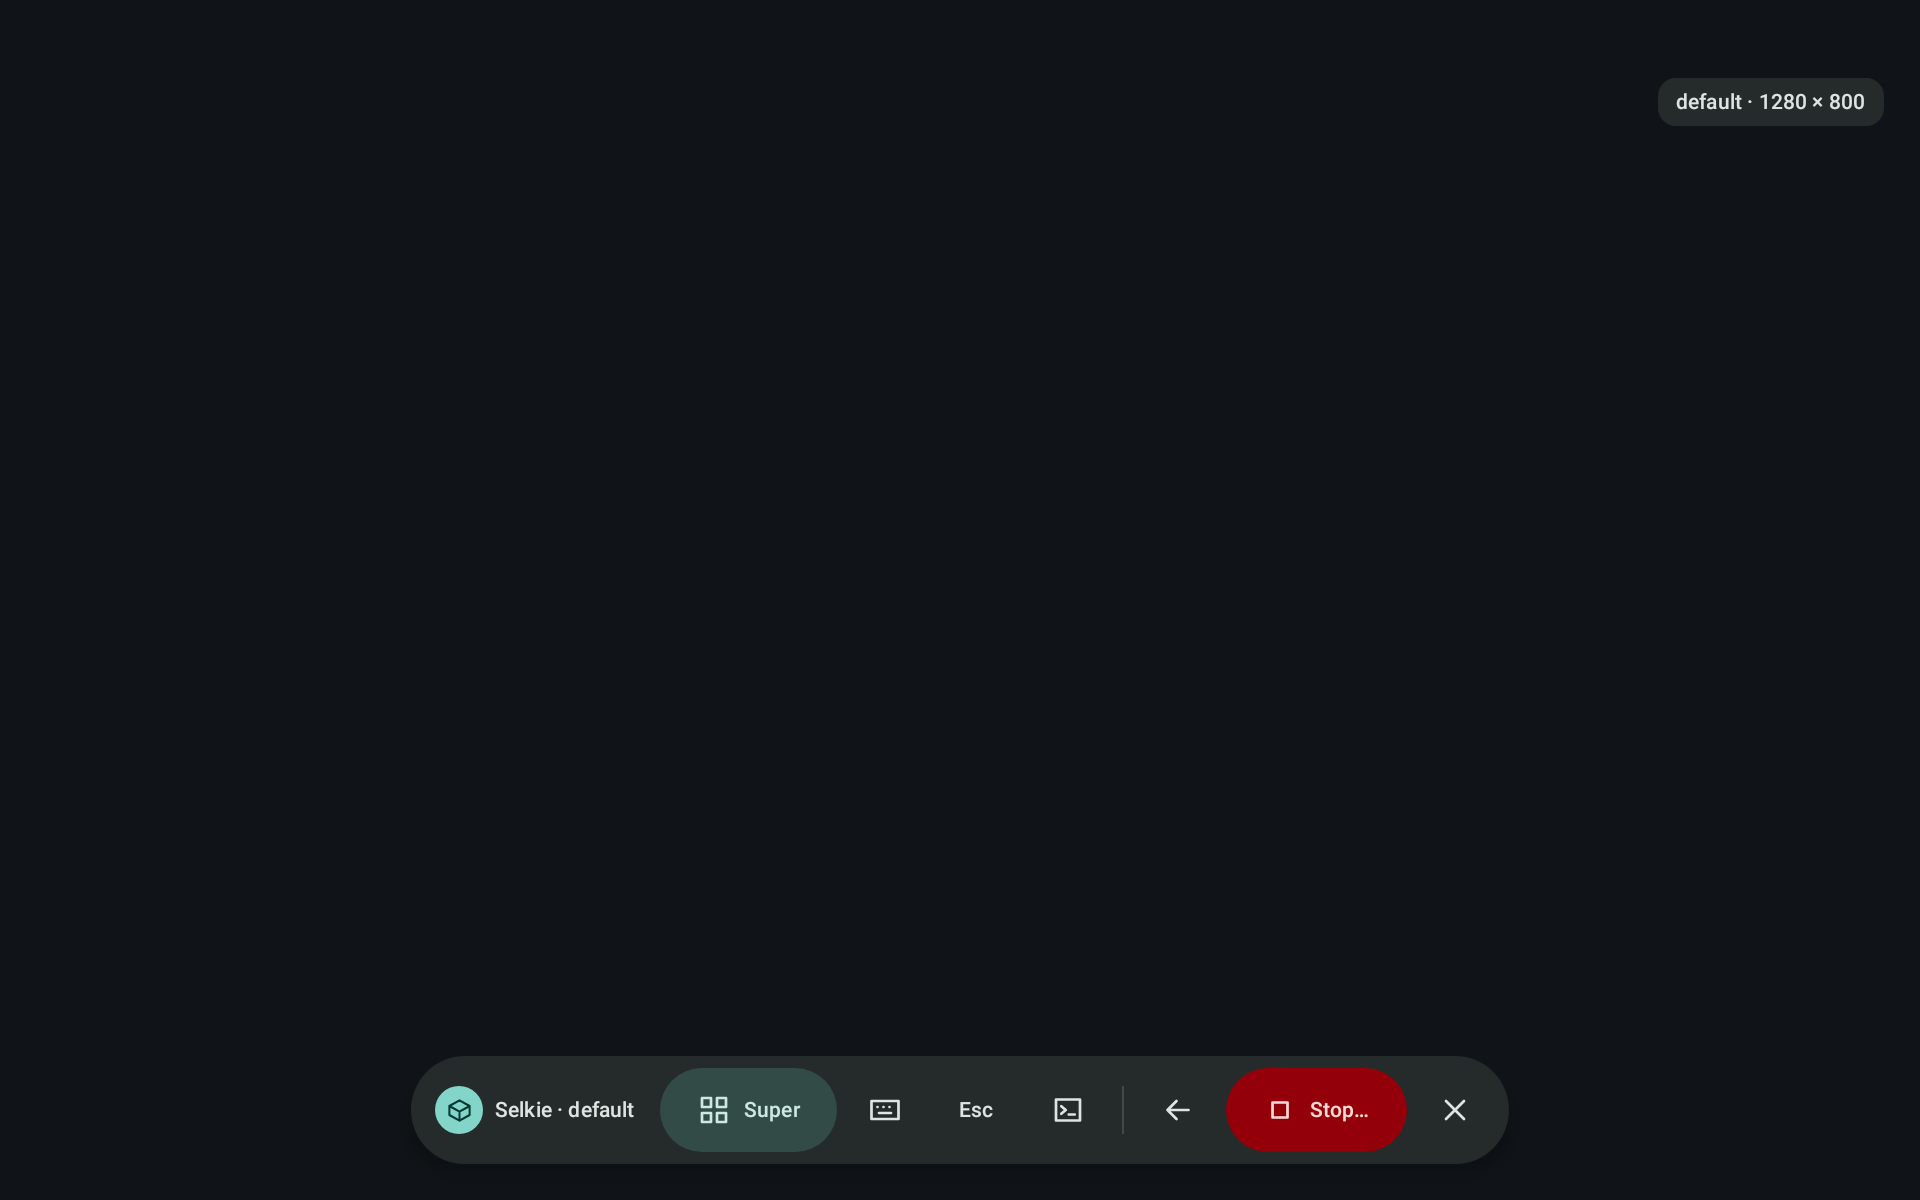 default · 1280 × 800
Selkie · default
Super
Esc
Stop…